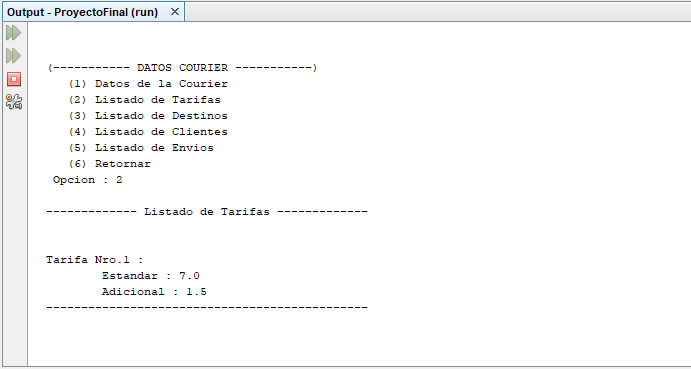 Output - ProyectoFinal (run)
(----------- DATOS COURIER -----------)
(1) Datos de la Courier
(2) Listado de Tarifas
(3) Listado de Destinos
(4) Listado de Clientes
(5) Listado de Envios
(6) Retornar
Opcion : 2
------------- Listado de Tarifas -------------
Tarifa Nro.1 :
Estandar : 7.0
Adicional : 1.5
----------------------------------------------